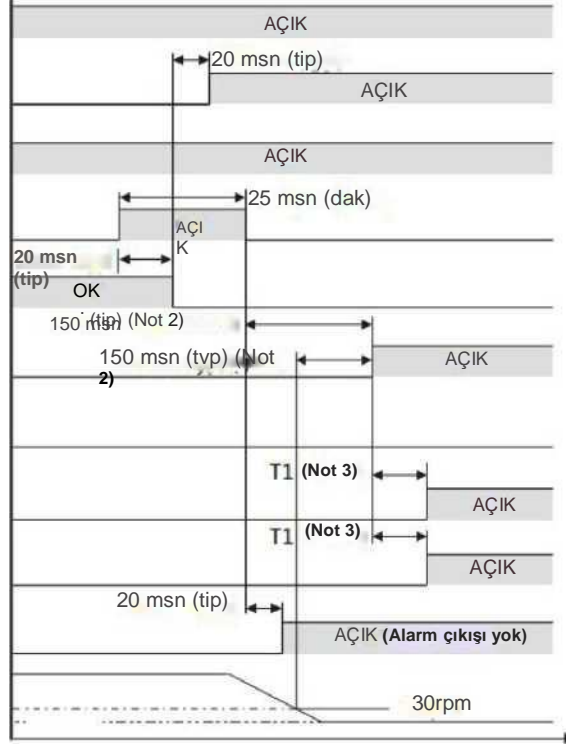 AÇIK
20 msn (tip)
AÇIK
AÇIK
25 msn (dak)
AÇI
K
20 msn
(tip)
OK
150 msn (tip) (Not 2)
150 msn (tvp) (Not
2)
AÇIK
T1 (Not 3)
AÇIK
T1 (Not 3)
AÇIK
20 msn (tip)
AÇIK (Alarm çıkışı yok)
30rpm